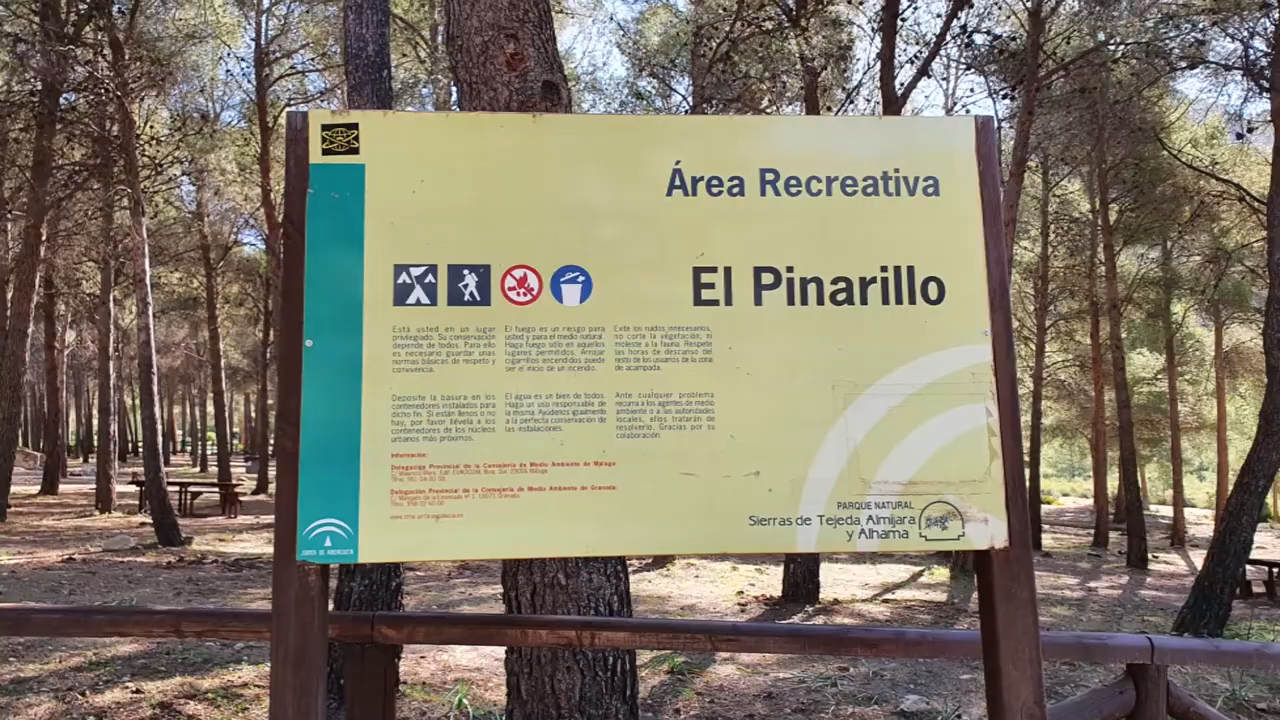 Área Recreativa
El Pinarillo
Está usted en un lugar
privilegiado. Su conservación
depende de todos. Para ello
es necesario guardar unas
normas básicas de respeto y
convivencia.
El fuego es un riesgo para
usted y para el medio natural.
Haga fuego sólo en aquellos
lugares permitidos. Arrojar
cigarrillos encendidos puede
ser el inicio de un incendio.
Evite los ruidos innecesarios,
no corte la vegetación, ni
moleste a la fauna. Respete
las horas de descanso del
resto de los usuarios de la zona
de acampada.
Deposite la basura en los
contenedores instalados para
dicho fin. Si están llenos o no
hay, por favor llévela a los
contenedores de los núcleos
urbanos más próximos.
El agua es un bien de todos.
Haga un uso responsable de
la misma. Ayúdenos igualmente
a la perfecta conservación de
las instalaciones.
Ante cualquier problema
recurra a los agentes de medio
ambiente o a las autoridades
locales, ellos tratarán de
resolverlo. Gracias por su
colaboración.
Información:
Delegación Provincial de la Consejería de Medio Ambiente de Málaga
Delegación Provincial de la Consejería de Medio Ambiente de Granada:
PARQUE NATURAL
Sierras de Tejeda, Almijara
y Alhama
JUNTA DE ANDALUCIA